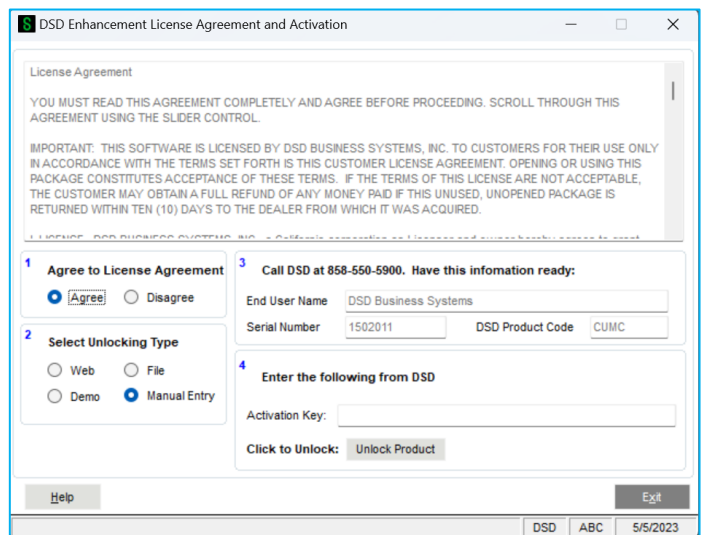 S DSD Enhancement License Agreement and Activation
License Agreement
YOU MUST READ THIS AGREEMENT COMPLETELY AND AGREE BEFORE PROCEEDING. SCROLL THROUGH THIS
AGREEMENT USING THE SLIDER CONTROL.
IMPORTANT: THIS SOFTWARE IS LICENSED BY DSD BUSINESS SYSTEMS, INC. TO CUSTOMERS FOR THEIR USE ONLY
IN ACCORDANCE WITH THE TERMS SET FORTH IS THIS CUSTOMER LICENSE AGREEMENT. OPENING OR USING THIS
PACKAGE CONSTITUTES ACCEPTANCE OF THESE TERMS. IF THE TERMS OF THIS LICENSE ARE NOT ACCEPTABLE,
THE CUSTOMER MAY OBTAIN A FULL REFUND OF ANY MONEY PAID IF THIS UNUSED, UNOPENED PACKAGE IS
RETURNED WITHIN TEN (10) DAYS TO THE DEALER FROM WHICH IT WAS ACQUIRED.
1 Agree to License Agreement
Agree Disagree
2 Select Unlocking Type
Web File
Demo Manual Entry
3 Call DSD at 858-550-5900. Have this infomation ready:
End User Name DSD Business Systems
Serial Number 1502011 DSD Product Code CUMC
4 Enter the following from DSD
Activation Key:
Click to Unlock: Unlock Product
Help Exit
DSD ABC 5/5/2023